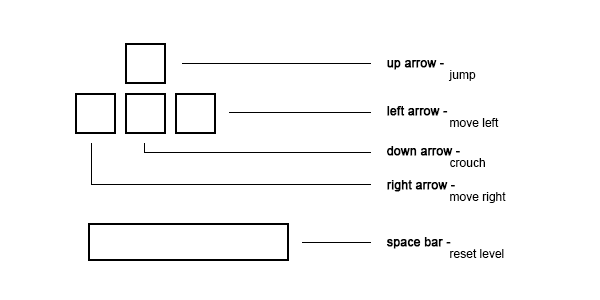 up arrow -
jump
left arrow -
move left
down arrow -
crouch
right arrow -
move right
space bar -
reset level